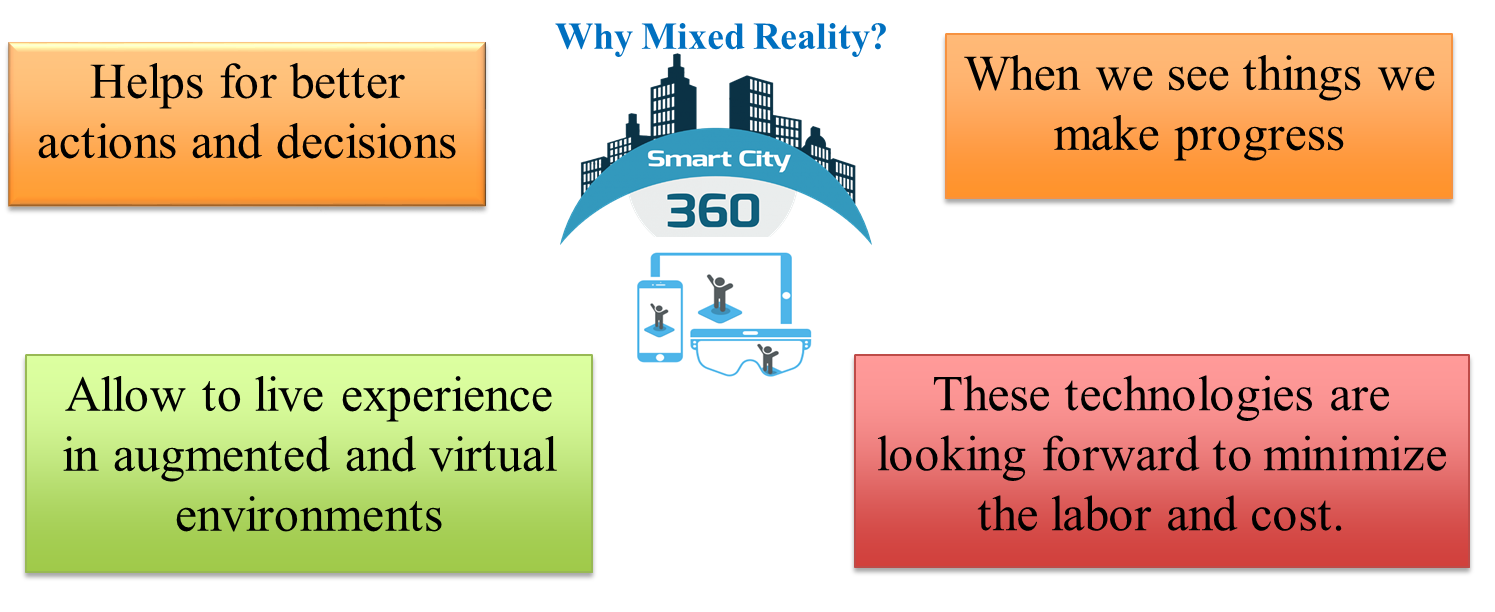 Why Mixed Reality?
Helps for better
actions and decisions
Smart City
360
When we see things we
make progress
Allow to live experience
in augmented and virtual
environments
These technologies are
looking forward to minimize
the labor and cost.